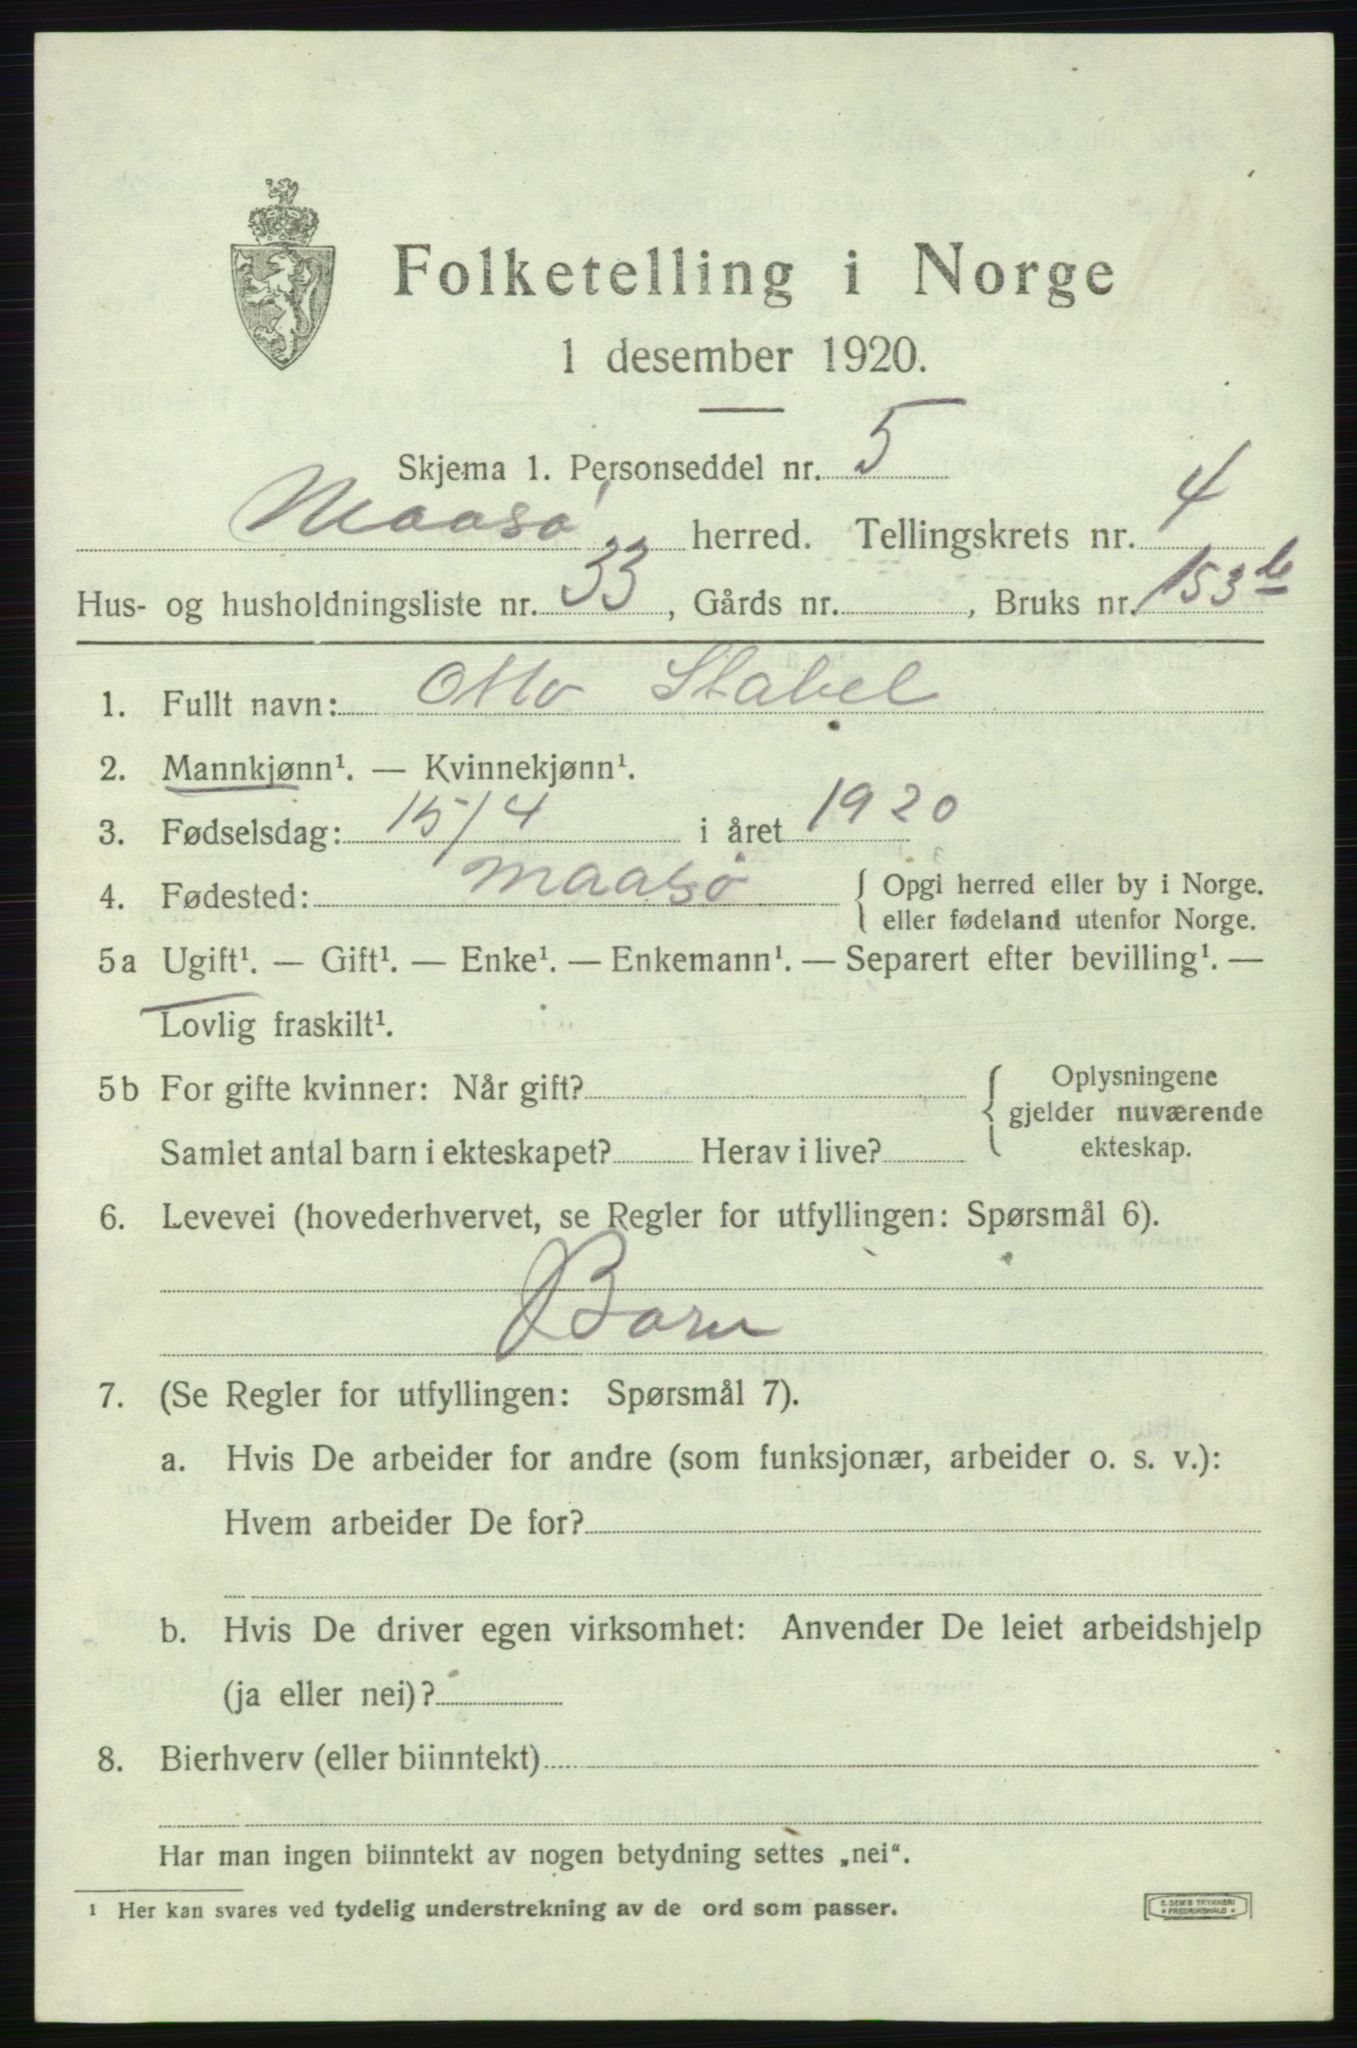 Folketelling i Norge
1 desember 1920.
Skjema 1. Personseddel nr. 5
Maasø herred. Tellingskrets nr. 4
Hus- og husholdningsliste nr. 33, Gårds nr. , Bruks nr. 153 b
1. Fullt navn: Otto Stabel
2. Mannkjønn¹. — Kvinnekjønn¹.
3. Fødselsdag: 15/4 i året 1920
4. Fødested: Maasø { Opgi herred eller by i Norge.
eller fødeland utenfor Norge.
5a Ugift¹. — Gift¹. — Enke¹. — Enkemann¹. — Separert efter bevilling¹. —
Lovlig fraskilt¹.
5b For gifte kvinner: Når gift?
Samlet antal barn i ekteskapet? Herav i live?
{ Oplysningene
gjelder nuværende
ekteskap.
6. Levevei (hovederhvervet, se Regler for utfyllingen: Spørsmål 6).
Barn
7. (Se Regler for utfyllingen: Spørsmål 7).
a. Hvis De arbeider for andre (som funksjonær, arbeider o. s. v.):
Hvem arbeider De for?
b. Hvis De driver egen virksomhet: Anvender De leiet arbeidshjelp
(ja eller nei)?
8. Bierhverv (eller biinntekt)
Har man ingen biinntekt av nogen betydning settes „nei“.
¹ Her kan svares ved tydelig understrekning av de ord som passer.
E. SEM'S TRYKKERI
* FREDRIKSHALD *